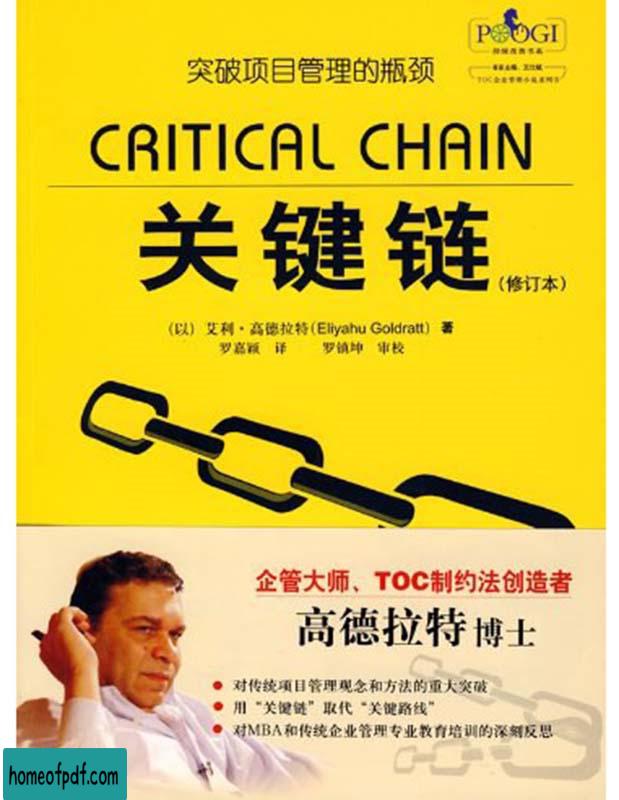 POOGI
突破项目管理的瓶颈
CRITICAL CHAIN
关键链(修订本)
(以)艾利·高德拉特(Eliyahu Goldratt)著
罗嘉颖 译 罗镇坤 审校
企管大师、TOC制约法创造者
高德拉特 博士
● 对传统项目管理观念和方法的重大突破
● 用“关键链”取代“关键路线”
● 对MBA和传统企业管理专业教育培训的深刻反思
homeofpdf.com